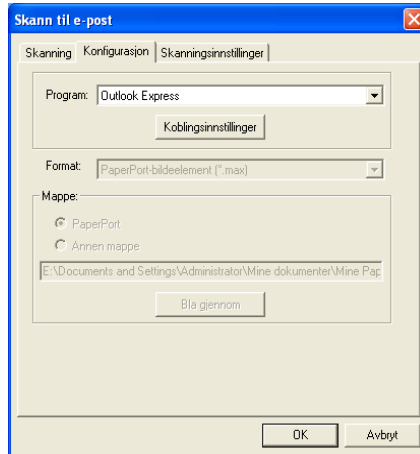 Skann til e-post
Skanning Konfigurasjon Skanningsinnstillinger
Program: Outlook Express
Koblingsinnstillinger
Format: PaperPort-bildeelement (*.max)
Mappe:
PaperPort
Annen mappe
E:\Documents and Settings\Administrator\Mine dokumenter\Mine Pap
Bla gjennom
OK Avbryt